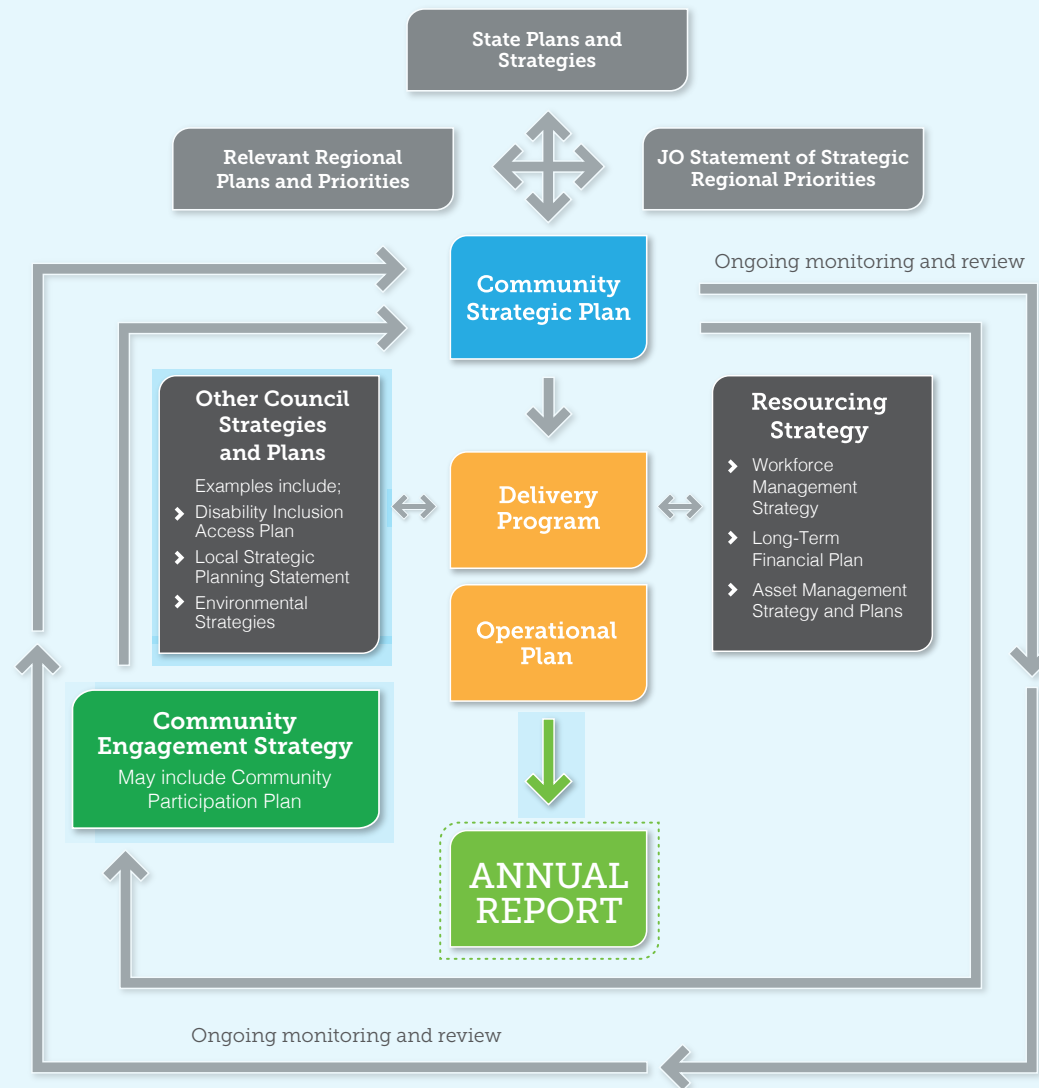 State Plans and
Strategies
Relevant Regional
Plans and Priorities
JO Statement of Strategic
Regional Priorities
Community
Strategic Plan
Ongoing monitoring and review
Other Council
Strategies
and Plans
Examples include;
Disability Inclusion
Access Plan
Local Strategic
Planning Statement
Environmental
Strategies
Delivery
Program
Resourcing
Strategy
Workforce
Management
Strategy
Long-Term
Financial Plan
Asset Management
Strategy and Plans
Operational
Plan
Community
Engagement Strategy
May include Community
Participation Plan
ANNUAL
REPORT
Ongoing monitoring and review